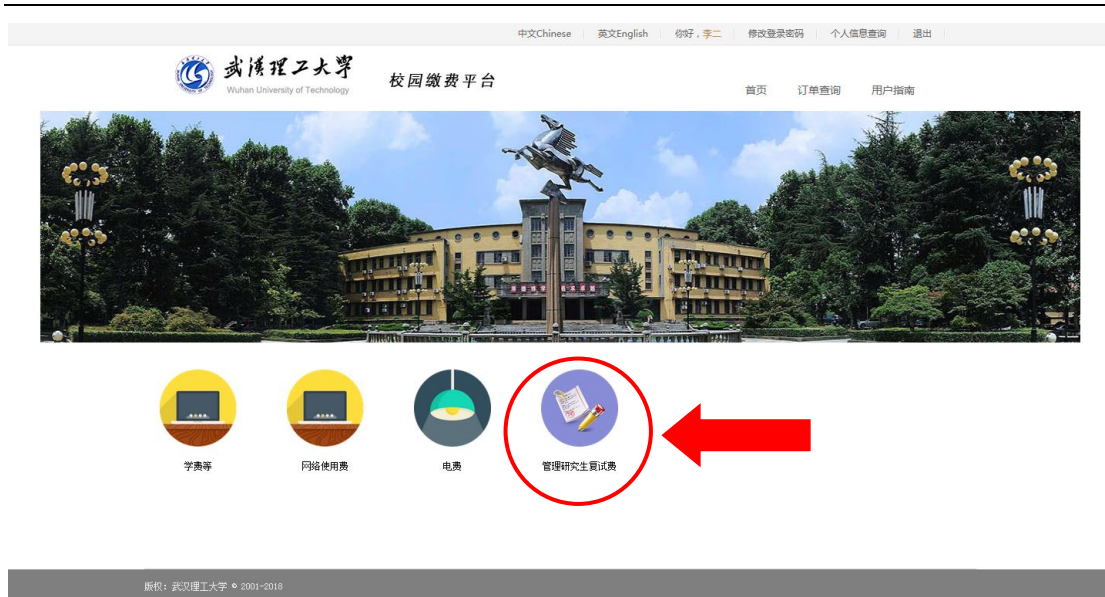 中文Chinese 英文English 你好，李二 修改登录密码 个人信息查询 退出
武漢理工大学
Wuhan University of Technology
校园缴费平台
首页 订单查询 用户指南
学费等 网络使用费 电费 管理研究生复试费
版权：武汉理工大学 © 2001-2018